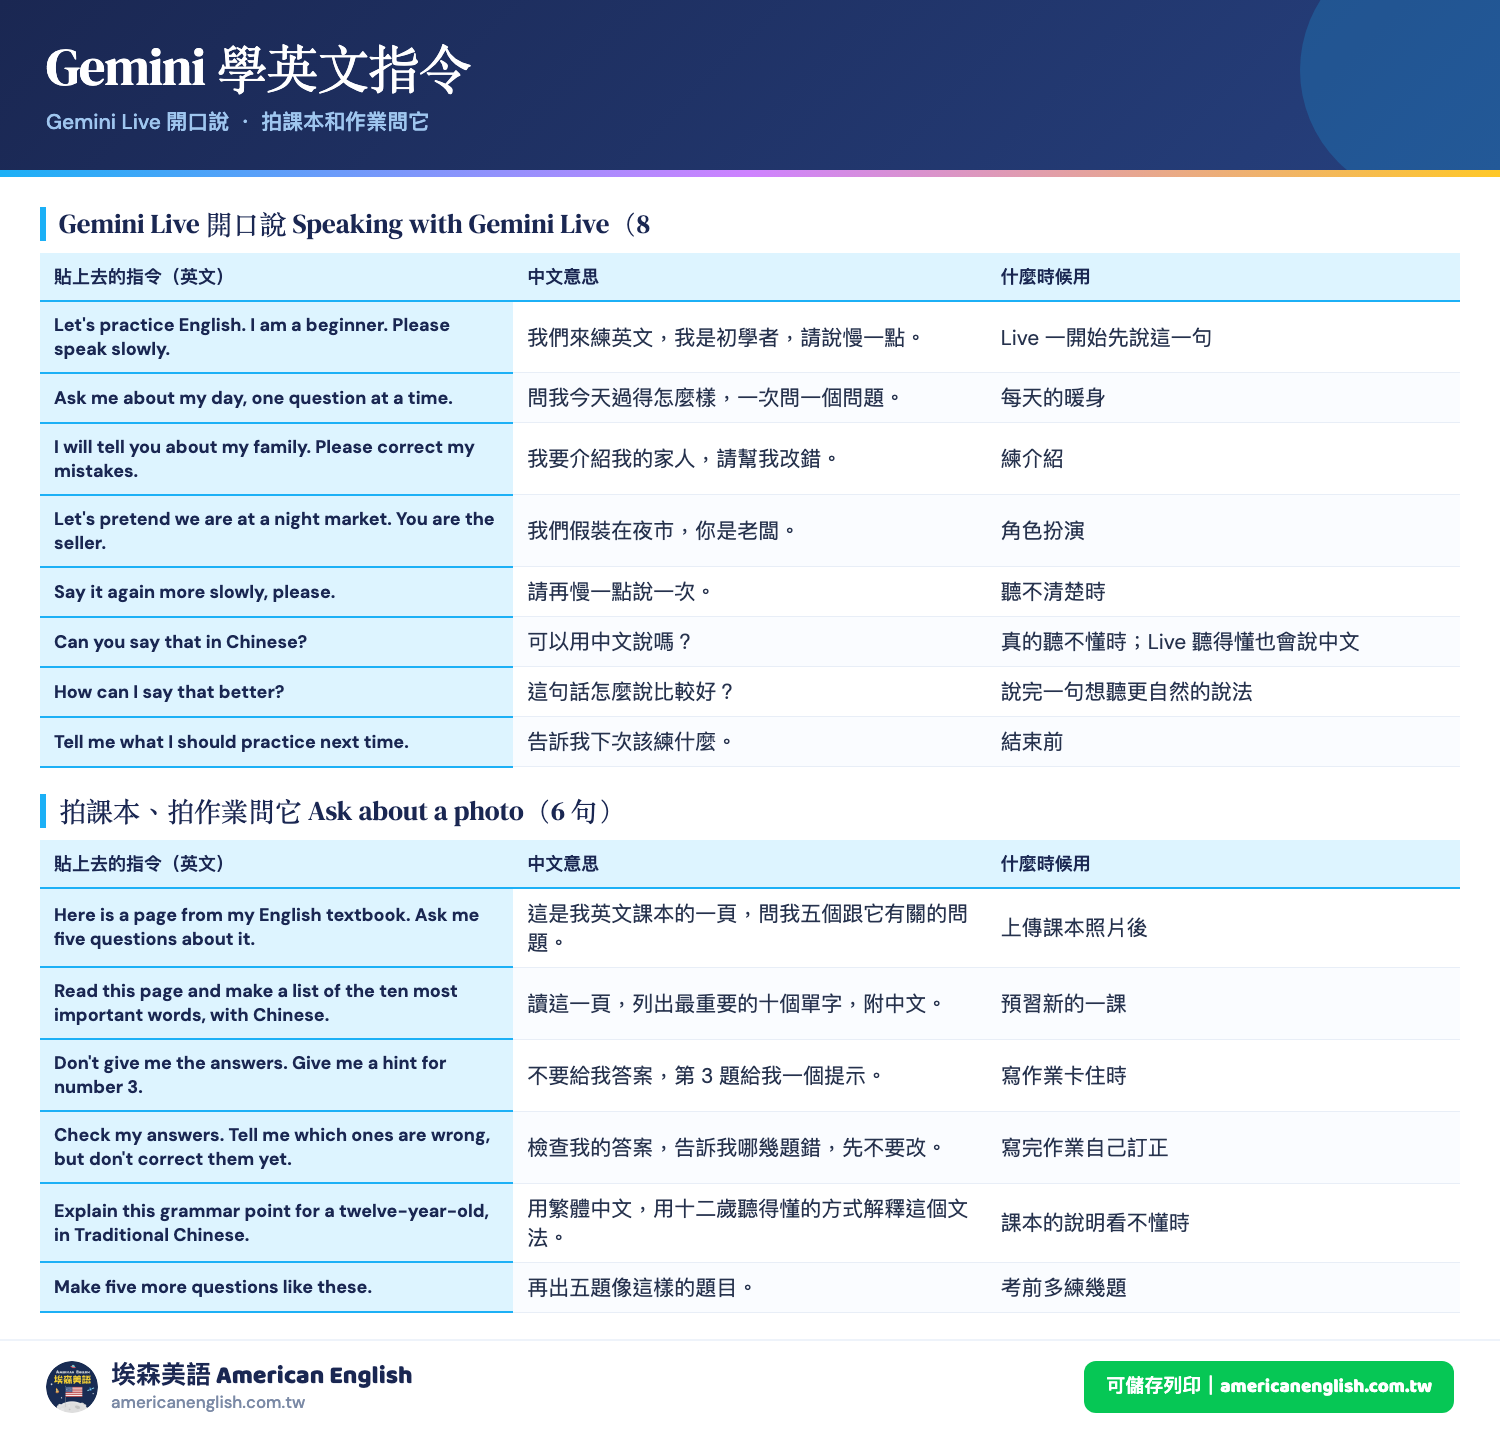 Gemini 學英文指令
Gemini Live 開口說 · 拍課本和作業問它
Gemini Live 開口說 Speaking with Gemini Live（8
貼上去的指令（英文） 中文意思 什麼時候用
Let's practice English. I am a beginner. Please
speak slowly.
我們來練英文，我是初學者，請說慢一點。
Live 一開始先說這一句
Ask me about my day, one question at a time.
問我今天過得怎麼樣，一次問一個問題。
每天的暖身
I will tell you about my family. Please correct my
mistakes.
我要介紹我的家人，請幫我改錯。
練介紹
Let's pretend we are at a night market. You are the
seller.
我們假裝在夜市，你是老闆。
角色扮演
Say it again more slowly, please.
請再慢一點說一次。
聽不清楚時
Can you say that in Chinese?
可以用中文說嗎？
真的聽不懂時；Live 聽得懂也會說中文
How can I say that better?
這句話怎麼說比較好？
說完一句想聽更自然的說法
Tell me what I should practice next time.
告訴我下次該練什麼。
結束前
拍課本、拍作業問它 Ask about a photo（6 句）
貼上去的指令（英文） 中文意思 什麼時候用
Here is a page from my English textbook. Ask me
five questions about it.
這是我英文課本的一頁，問我五個跟它有關的問
題。
上傳課本照片後
Read this page and make a list of the ten most
important words, with Chinese.
讀這一頁，列出最重要的十個單字，附中文。
預習新的一課
Don't give me the answers. Give me a hint for
number 3.
不要給我答案，第 3 題給我一個提示。
寫作業卡住時
Check my answers. Tell me which ones are wrong,
but don't correct them yet.
檢查我的答案，告訴我哪幾題錯，先不要改。
寫完作業自己訂正
Explain this grammar point for a twelve-year-old,
in Traditional Chinese.
用繁體中文，用十二歲聽得懂的方式解釋這個文
法。
課本的說明看不懂時
Make five more questions like these.
再出五題像這樣的題目。
考前多練幾題
埃森美語
埃森美語 American English
americanenglish.com.tw
可儲存列印｜americanenglish.com.tw